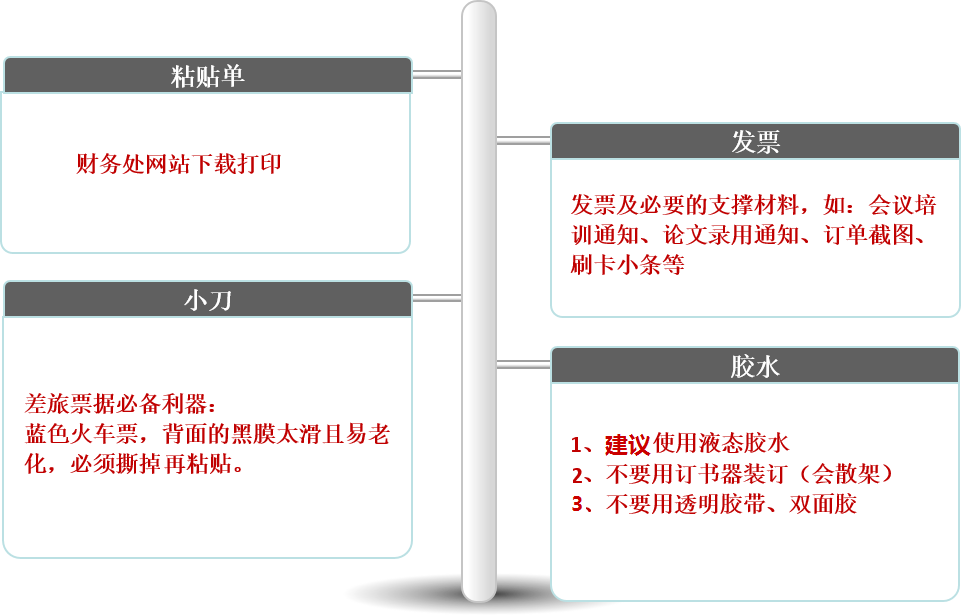 粘贴单
财务处网站下载打印
发票
发票及必要的支撑材料，如：会议培
训通知、论文录用通知、订单截图、
刷卡小条等
小刀
差旅票据必备利器：
蓝色火车票，背面的黑膜太滑且易老
化，必须撕掉再粘贴。
胶水
1、建议使用液态胶水
2、不要用订书器装订（会散架）
3、不要用透明胶带、双面胶